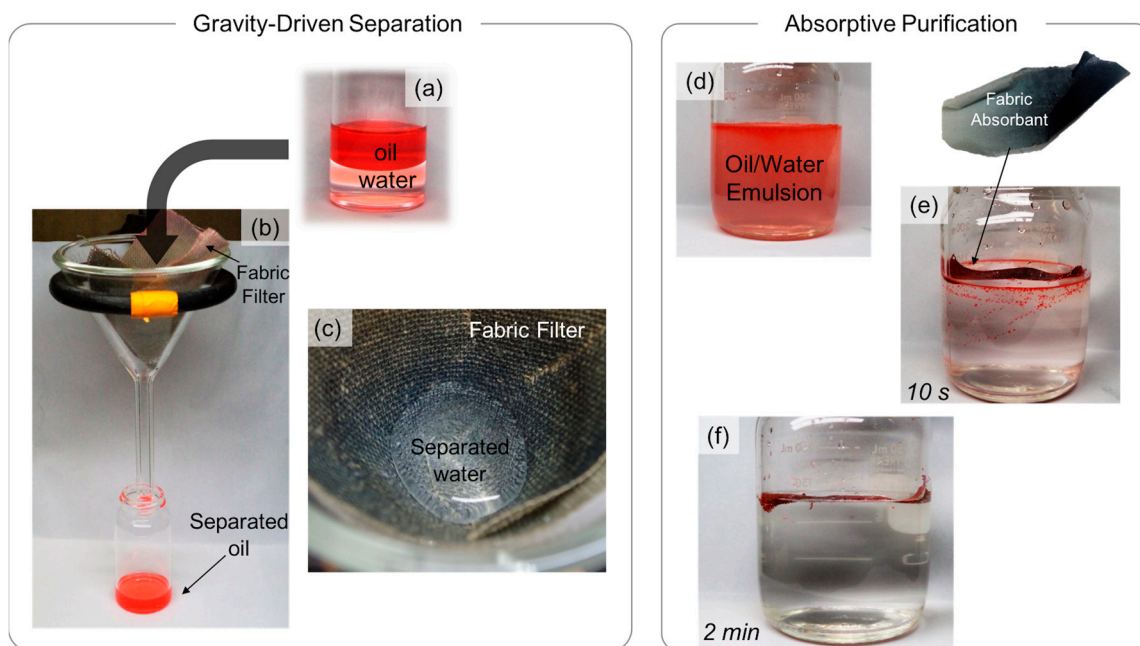 Gravity-Driven Separation
(a)
oil
water
(b)
Fabric
Filter
Separated
oil
(c)
Fabric Filter
Separated
water
Absorptive Purification
(d)
Oil/Water
Emulsion
Fabric
Absorbant
(e)
10 s
(f)
2 min